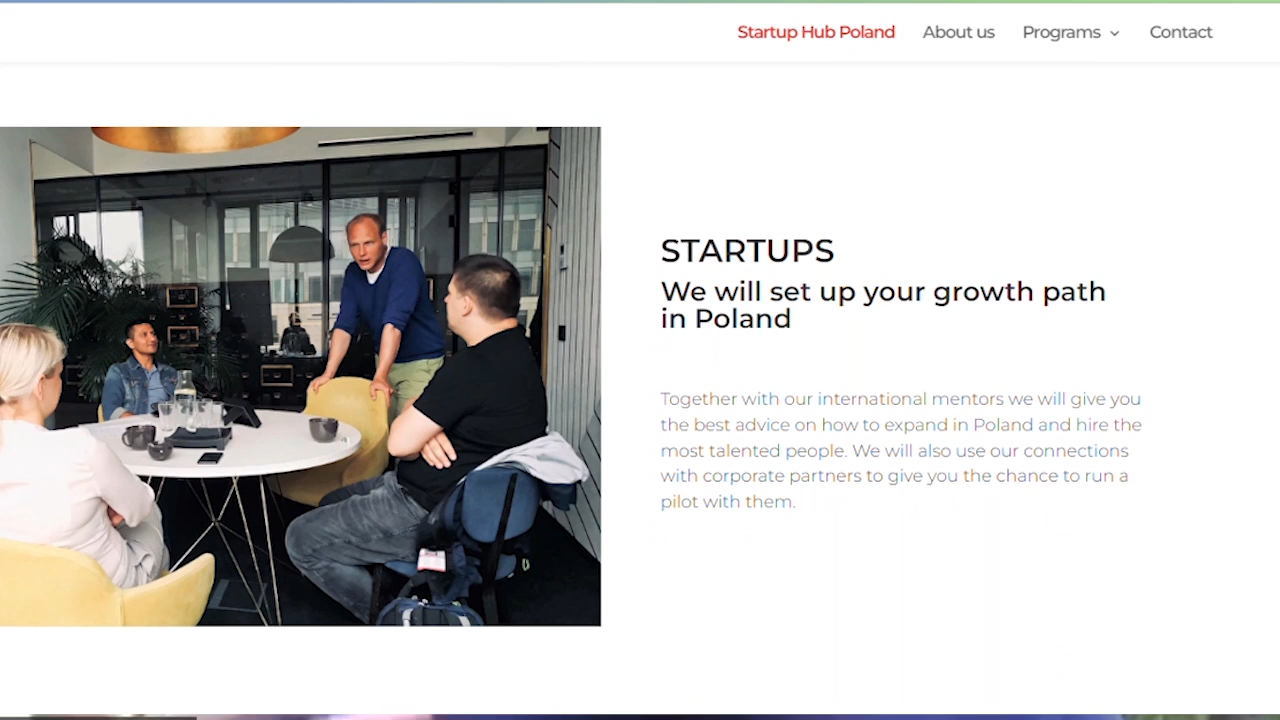 Startup Hub Poland About us Programs Contact
STARTUPS
We will set up your growth path
in Poland
Together with our international mentors we will give you
the best advice on how to expand in Poland and hire the
most talented people. We will also use our connections
with corporate partners to give you the chance to run a
pilot with them.